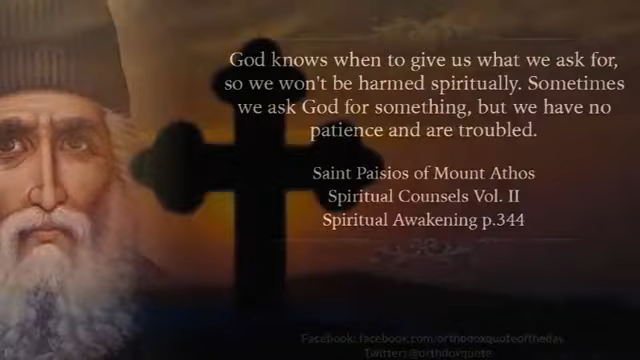 God knows when to give us what we ask for,
so we won't be harmed spiritually. Sometimes
we ask God for something, but we have no
patience and are troubled.
Saint Paisios of Mount Athos
Spiritual Counsels Vol. II
Spiritual Awakening p.344
Facebook: facebook.com/orthodoxquoteoftheday
Twitter: @orthdoxquote